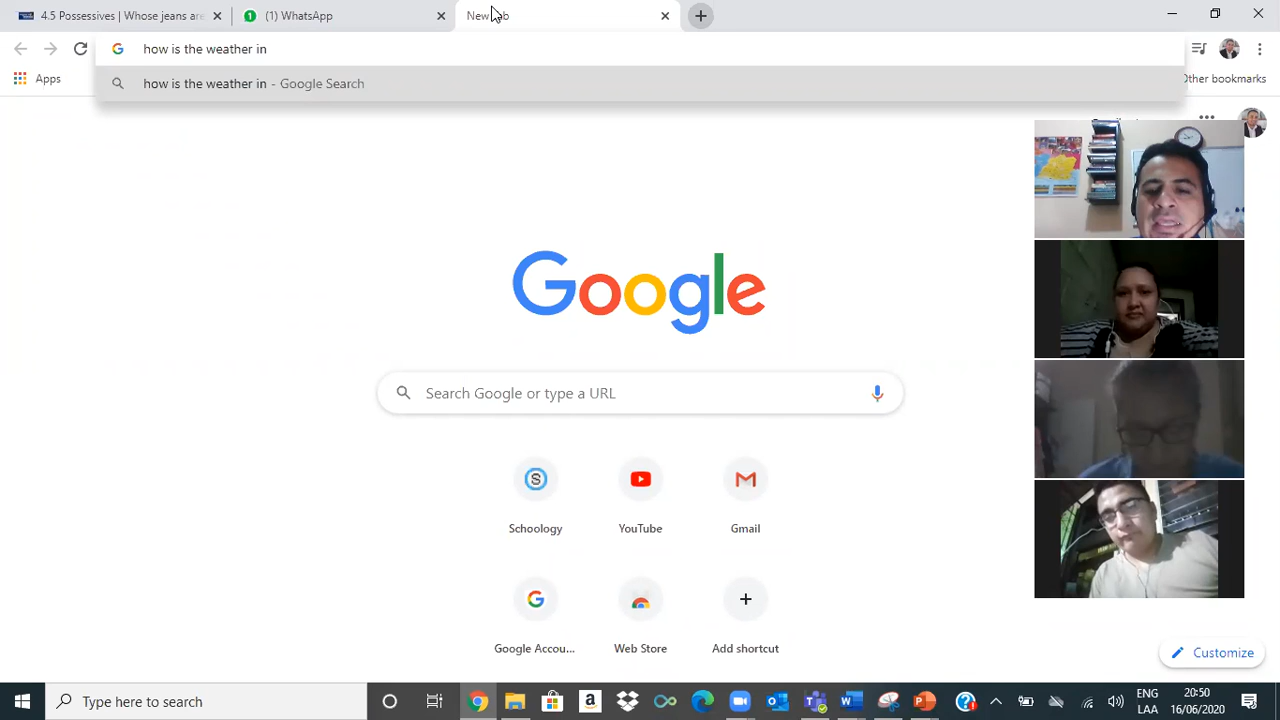 4.5 Possessives | Whose jeans are
(1) WhatsApp
how is the weather in
how is the weather in - Google Search
Apps
Other bookmarks
Google
Search Google or type a URL
Schoology
YouTube
Gmail
Google Accou...
Web Store
Add shortcut
Customize
Type here to search
ENG
LAA
20:50
16/06/2020